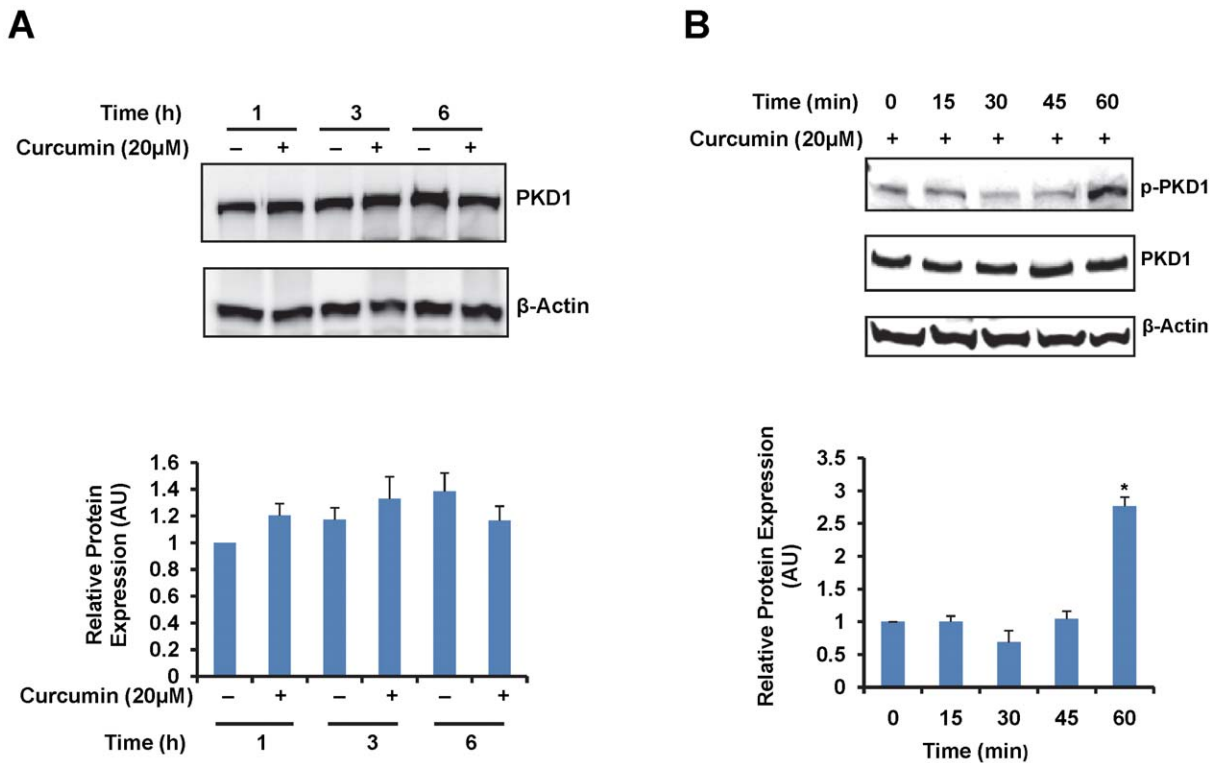 A
Time (h) 1 3 6
Curcumin (20µM) – + – + – +
PKD1
β-Actin
Relative Protein
Expression (AU)
1.6
1.4
1.2
1
0.8
0.6
0.4
0.2
0
Curcumin (20µM) – + – + – +
Time (h) 1 3 6
B
Time (min) 0 15 30 45 60
Curcumin (20µM) + + + + +
p-PKD1
PKD1
β-Actin
Relative Protein Expression
(AU)
3.5
3
2.5
2
1.5
1
0.5
0
*
0 15 30 45 60
Time (min)